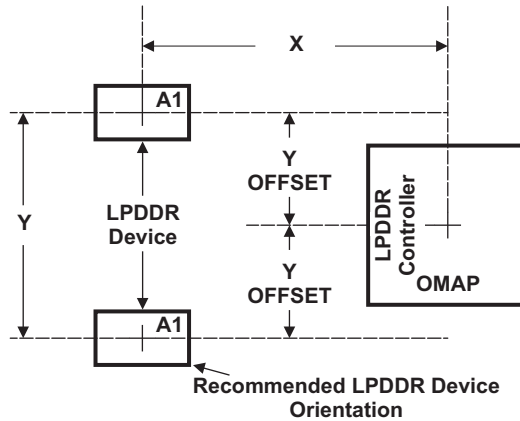 X
A1
Y
OFFSET
Y
LPDDR
Device
LPDDR
Controller
OMAP
Y
OFFSET
A1
Recommended LPDDR Device
Orientation